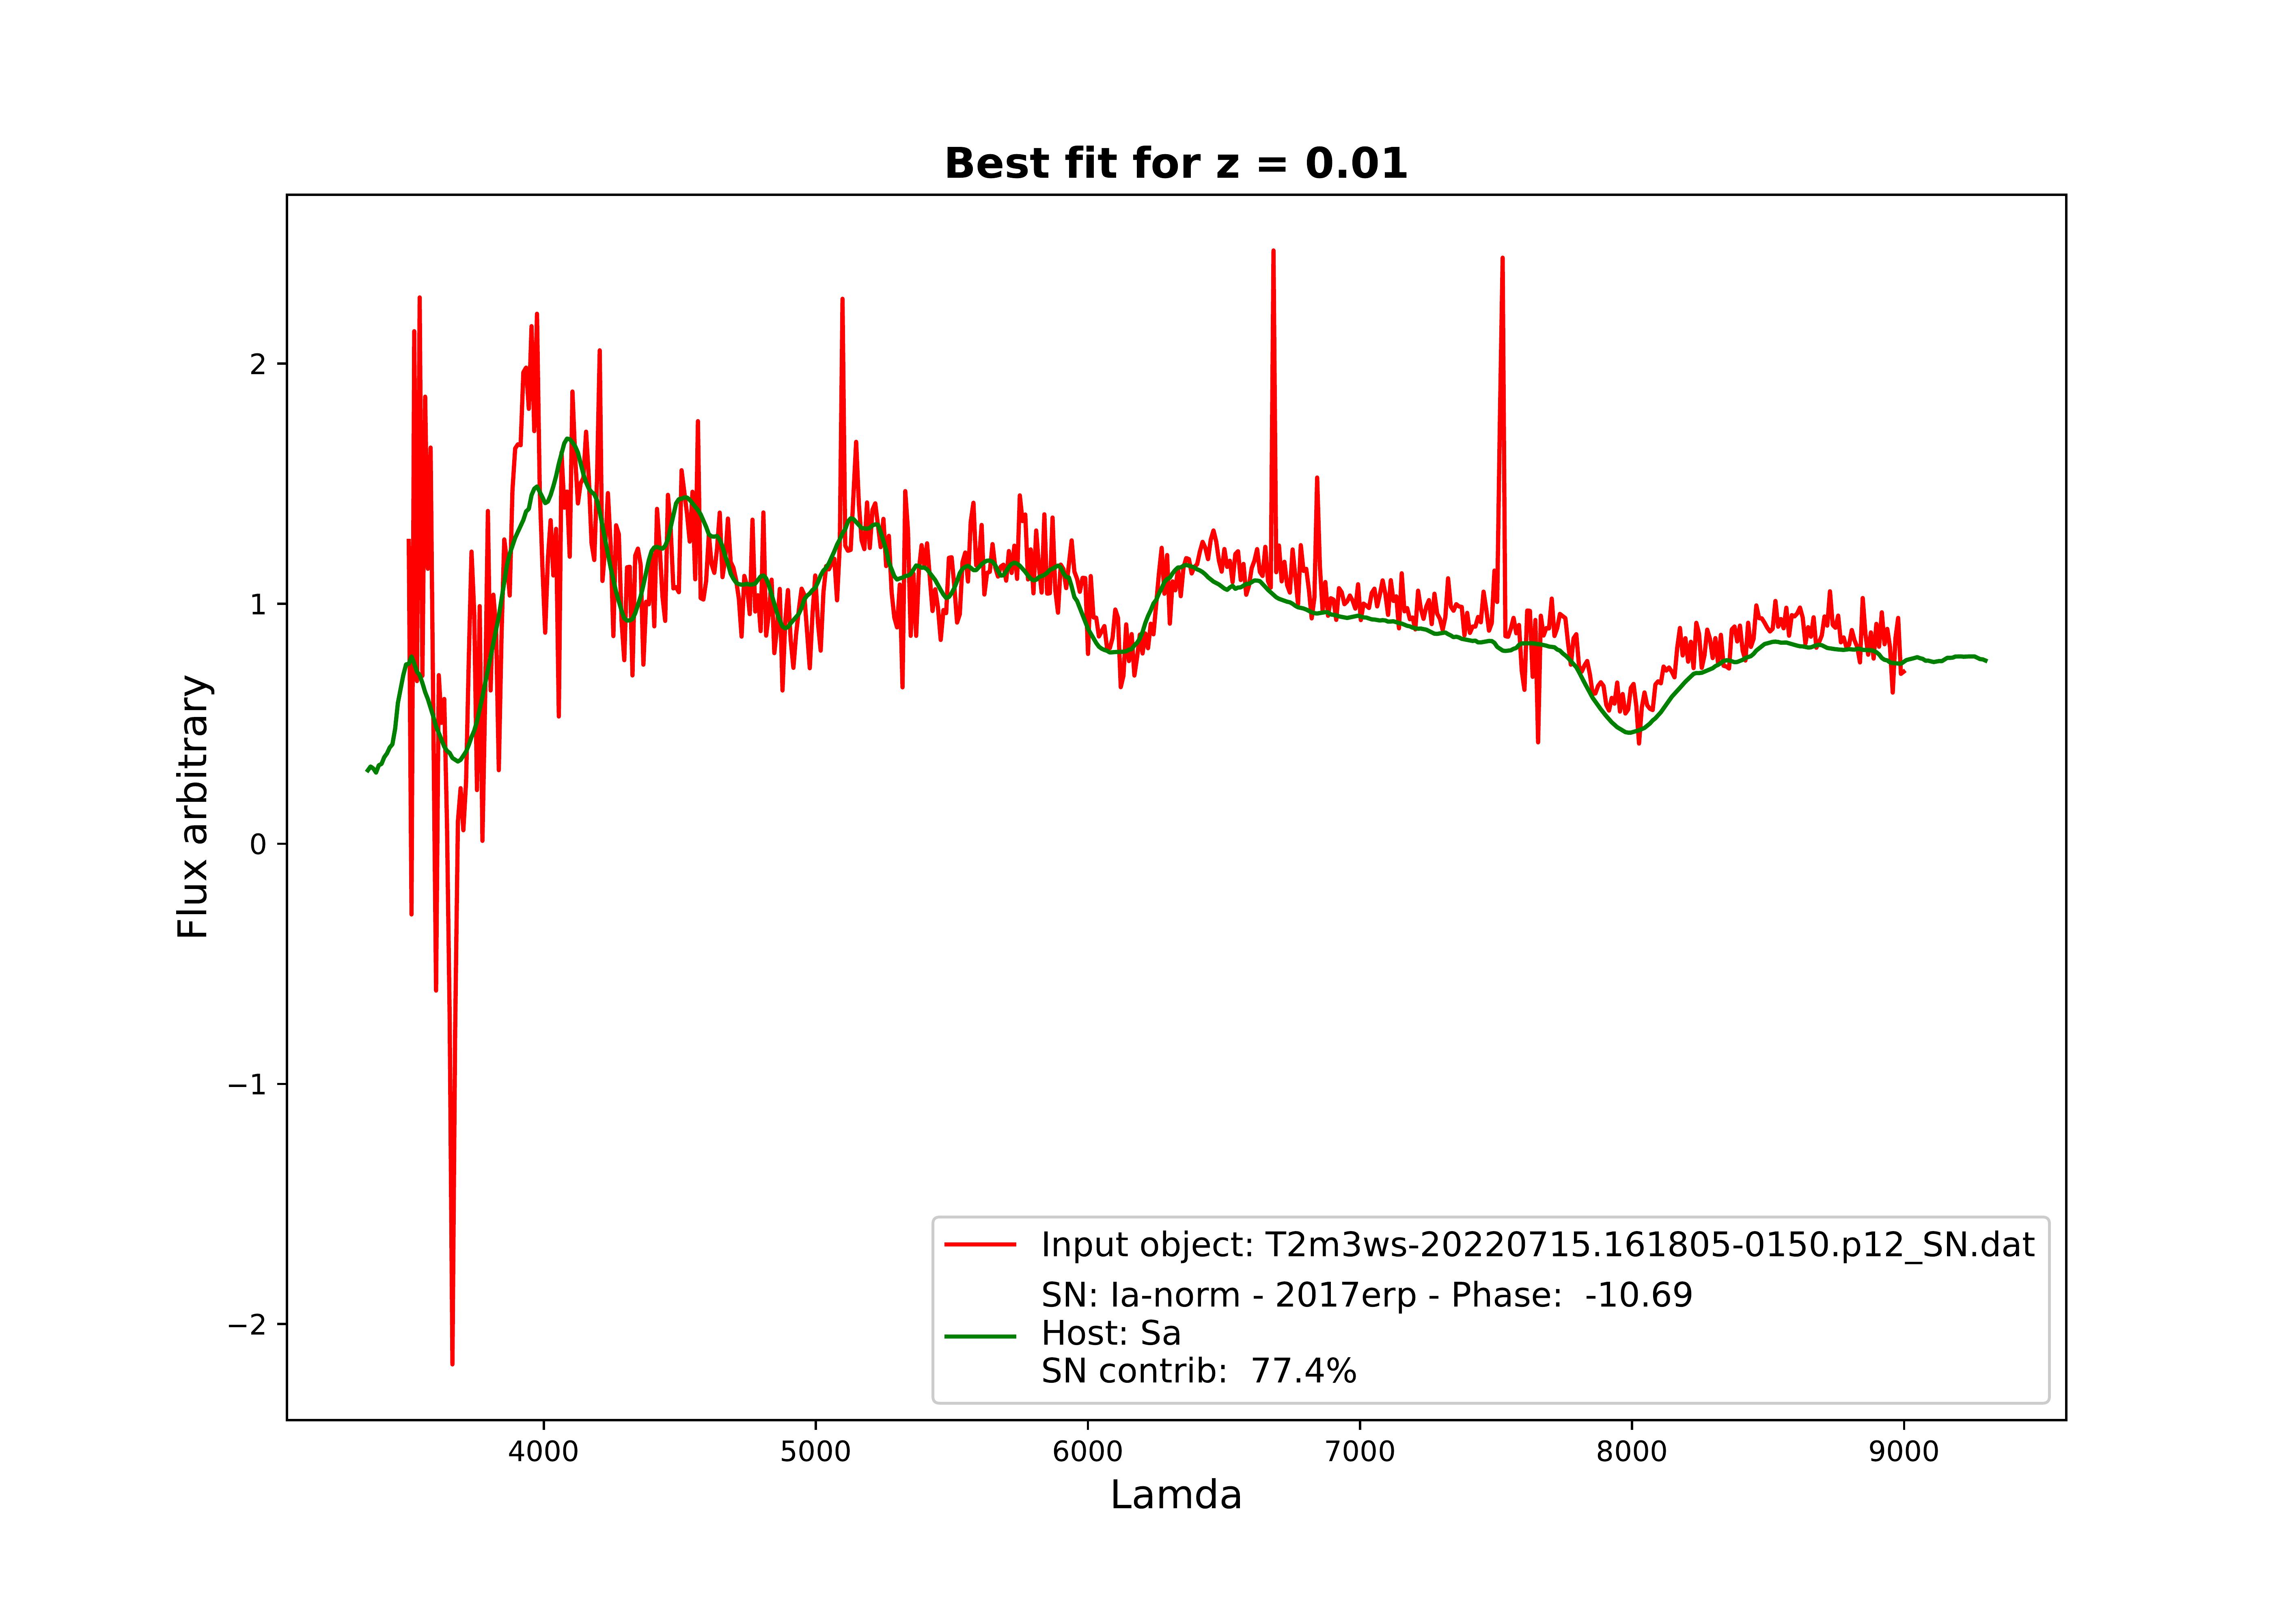 Best fit for z = 0.01
Flux arbitrary
2
1
0
−1
−2
Input object: T2m3ws-20220715.161805-0150.p12_SN.dat
SN: Ia-norm - 2017erp - Phase:  -10.69
Host: Sa
SN contrib:  77.4%
4000 5000 6000 7000 8000 9000
Lamda